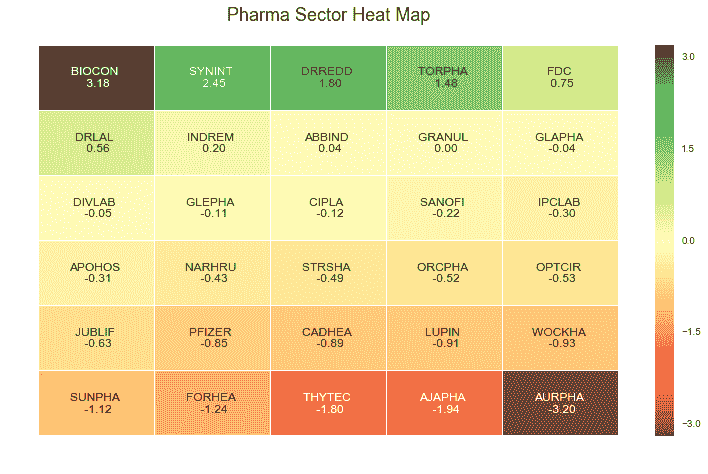 Pharma Sector Heat Map
BIOCON
3.18
SYNINT
2.45
DRREDD
1.80
TORPHA
1.48
FDC
0.75
DRLAL
0.56
INDREM
0.20
ABBIND
0.04
GRANUL
0.00
GLAPHA
-0.04
DIVLAB
-0.05
GLEPHA
-0.11
CIPLA
-0.12
SANOFI
-0.22
IPCLAB
-0.30
APOHOS
-0.31
NARHRU
-0.43
STRSHA
-0.49
ORCPHA
-0.52
OPTCIR
-0.53
JUBLIF
-0.63
PFIZER
-0.85
CADHEA
-0.89
LUPIN
-0.91
WOCKHA
-0.93
SUNPHA
-1.12
FORHEA
-1.24
THYTEC
-1.80
AJAPHA
-1.94
AURPHA
-3.20
3.0
1.5
0.0
−1.5
−3.0